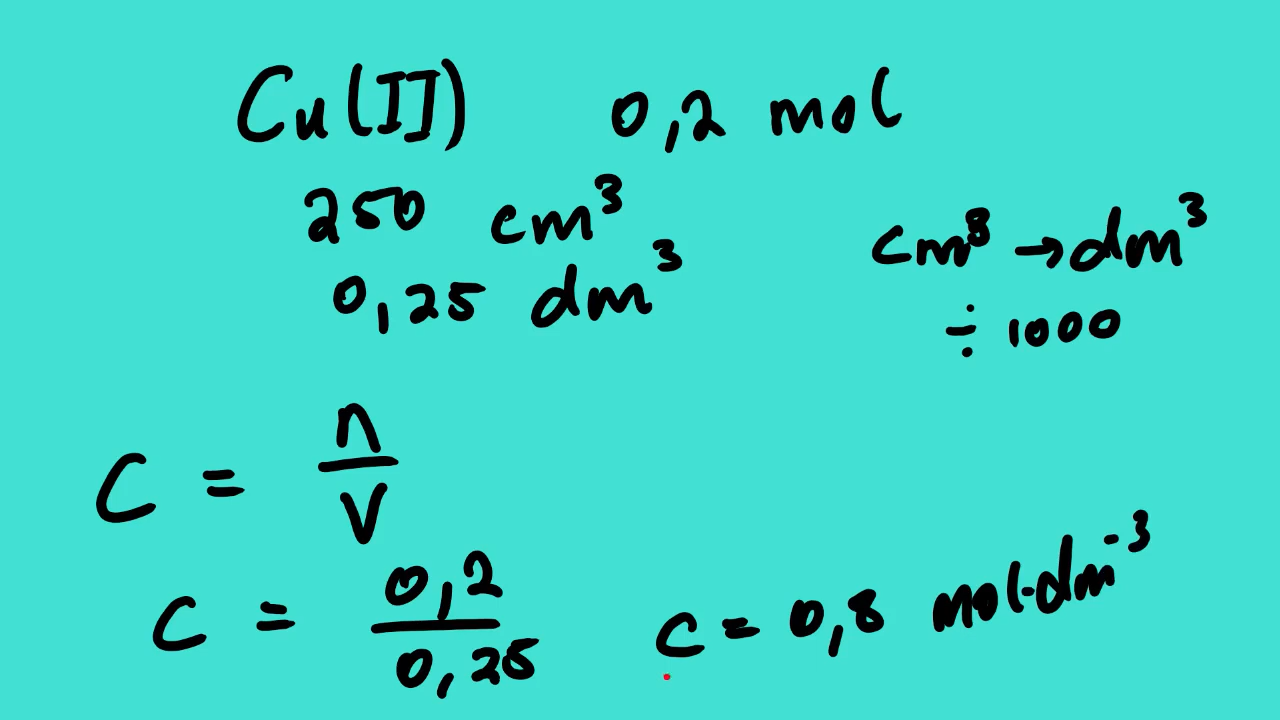 Cu(II) 0,2 mol
250 cm³
0,25 dm³
cm³ → dm³
÷ 1000
C = n/V
C = 0,2/0,25
C = 0,8 mol·dm⁻³